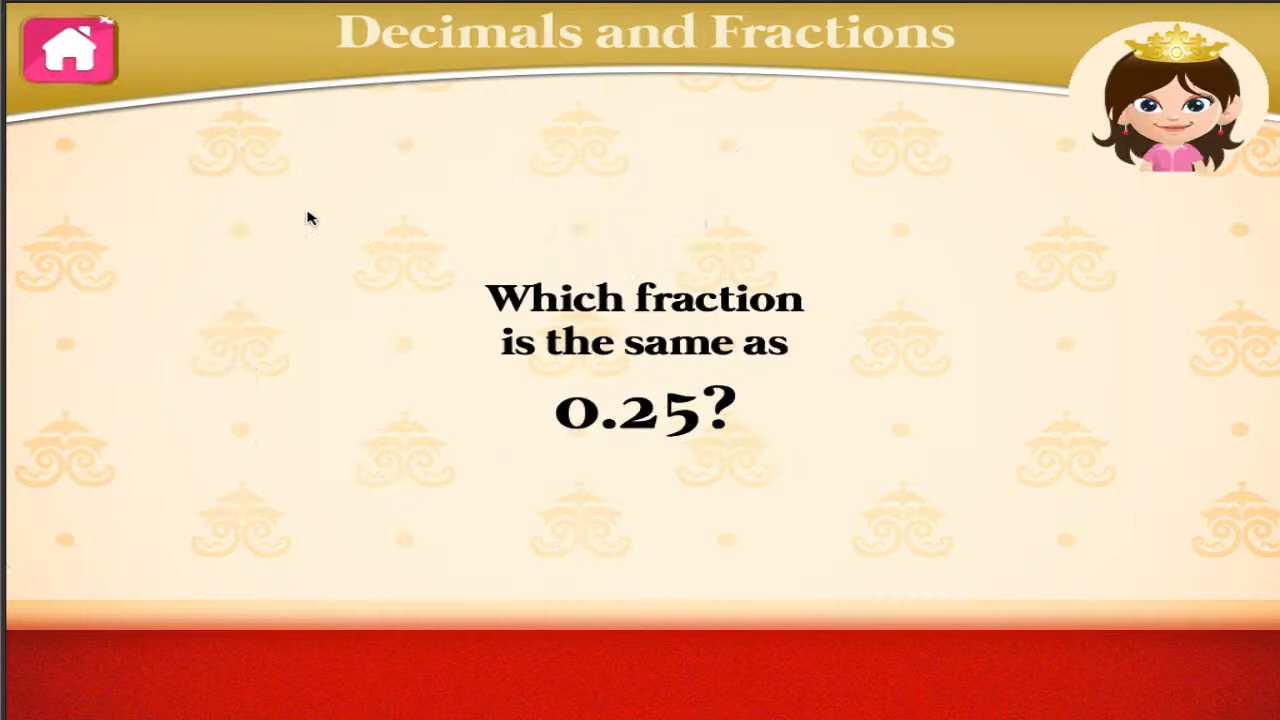 Decimals and Fractions
Which fraction
is the same as
0.25?